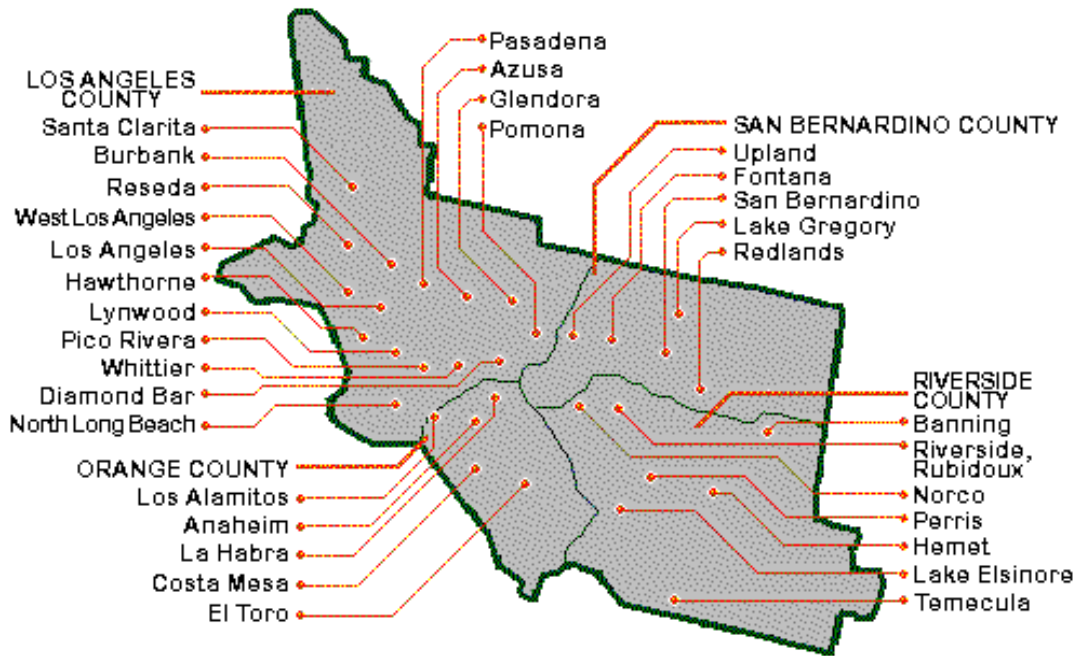 Pasadena
Azusa
Glendora
Pomona
LOS ANGELES
COUNTY
Santa Clarita
Burbank
Reseda
West Los Angeles
Los Angeles
Hawthorne
Lynwood
Pico Rivera
Whittier
Diamond Bar
North Long Beach
ORANGE COUNTY
Los Alamitos
Anaheim
La Habra
Costa Mesa
El Toro
SAN BERNARDINO COUNTY
Upland
Fontana
San Bernardino
Lake Gregory
Redlands
RIVERSIDE
COUNTY
Banning
Riverside,
Rubidoux
Norco
Perris
Hemet
Lake Elsinore
Temecula